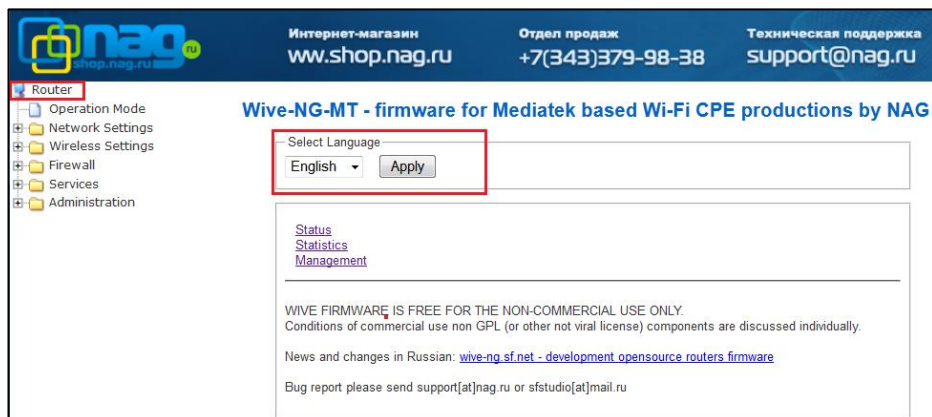 nag
ru
shop.nag.ru
Интернет-магазин
ww.shop.nag.ru
Отдел продаж
+7(343)379-98-38
Техническая поддержка
support@nag.ru
Router
Operation Mode
Network Settings
Wireless Settings
Firewall
Services
Administration
Wive-NG-MT - firmware for Mediatek based Wi-Fi CPE productions by NAG
Select Language
English
Apply
Status
Statistics
Management
WIVE FIRMWARE IS FREE FOR THE NON-COMMERCIAL USE ONLY.
Conditions of commercial use non GPL (or other not viral license) components are discussed individually.
News and changes in Russian: wive-ng.sf.net - development opensource routers firmware
Bug report please send support[at]nag.ru or sfstudio[at]mail.ru